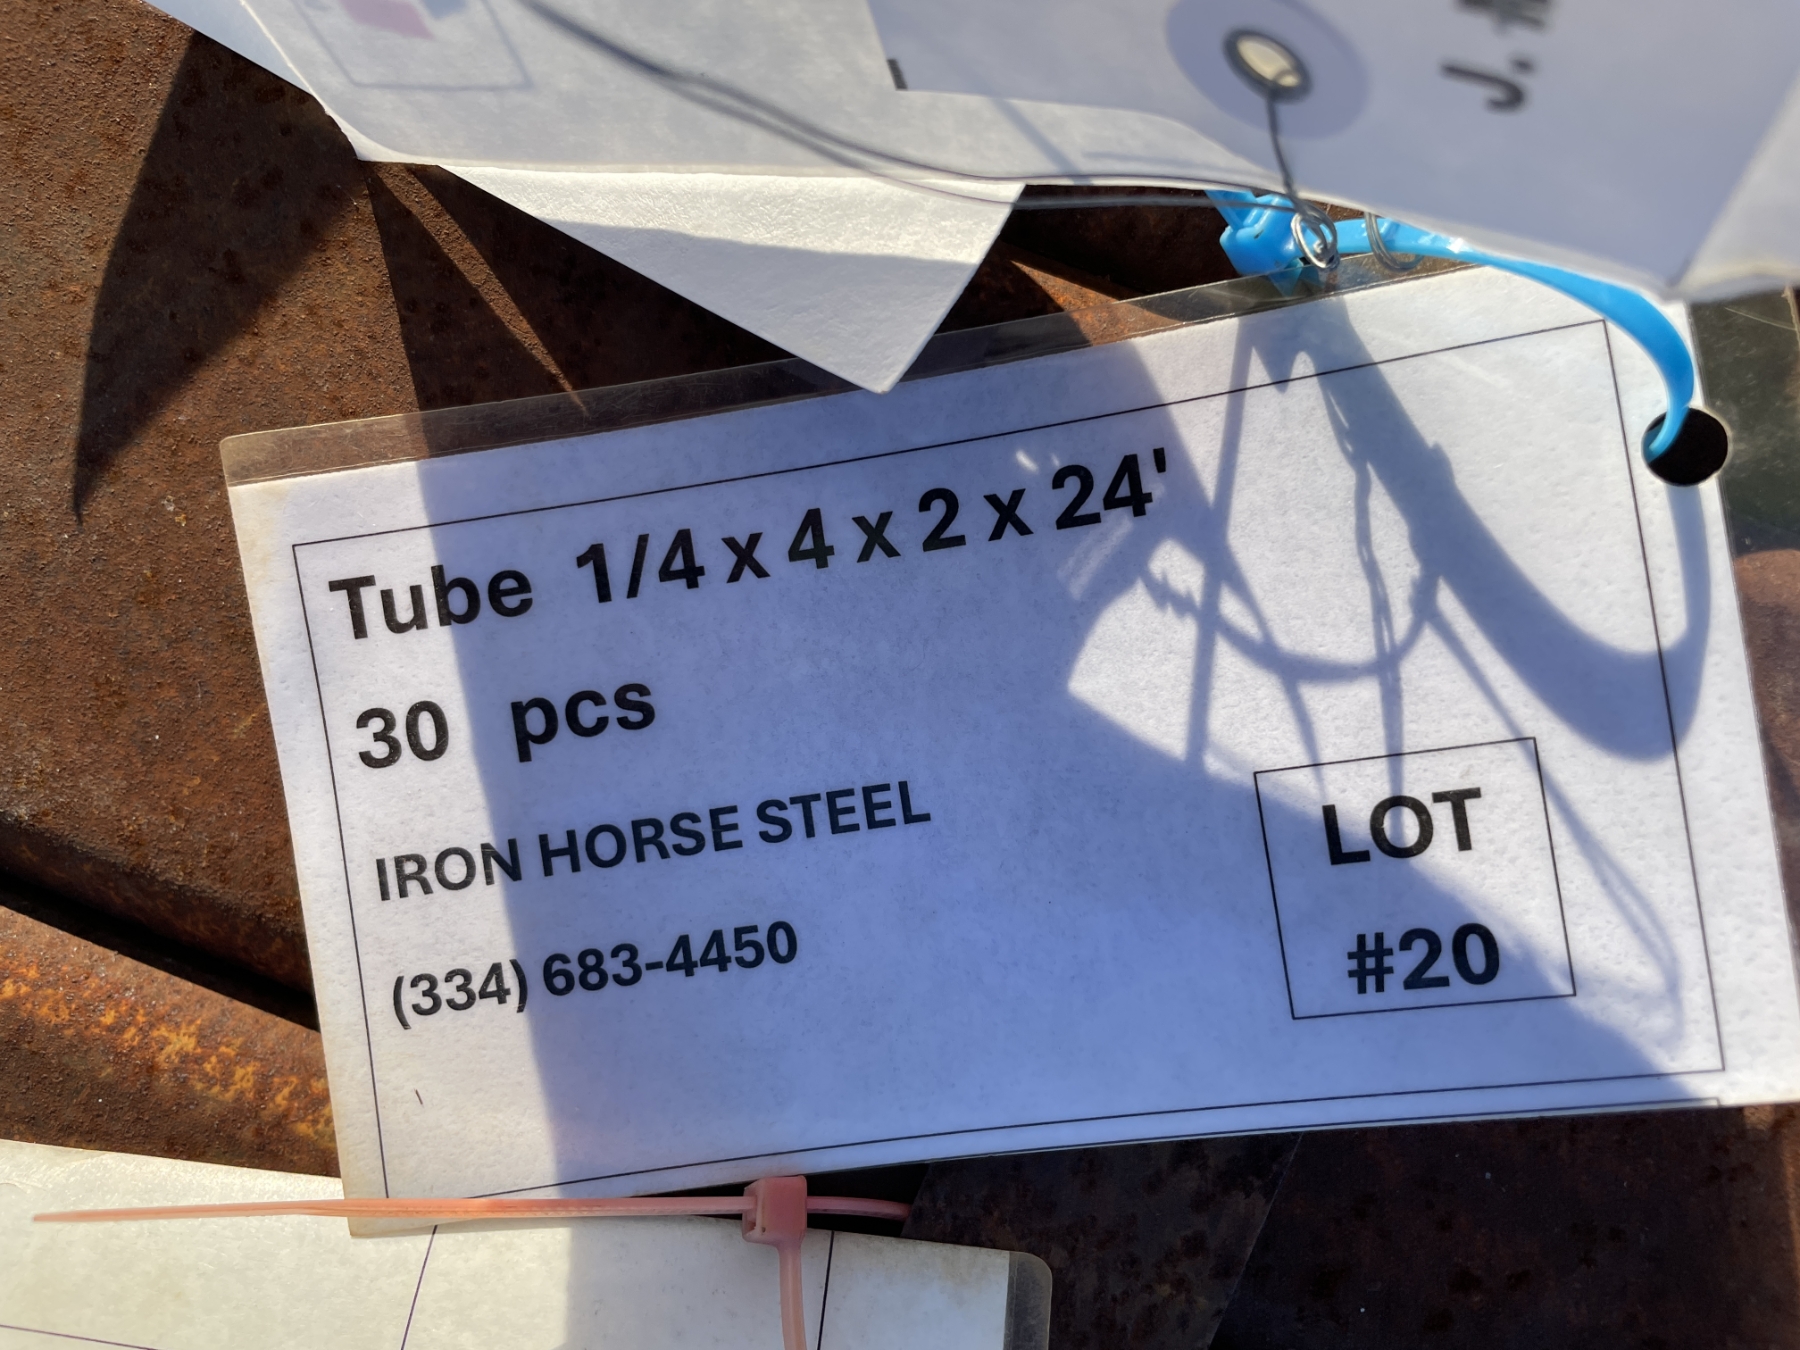 J.
Tube 1/4 x 4 x 2 x 24'
30 pcs
IRON HORSE STEEL
(334) 683-4450
LOT
#20